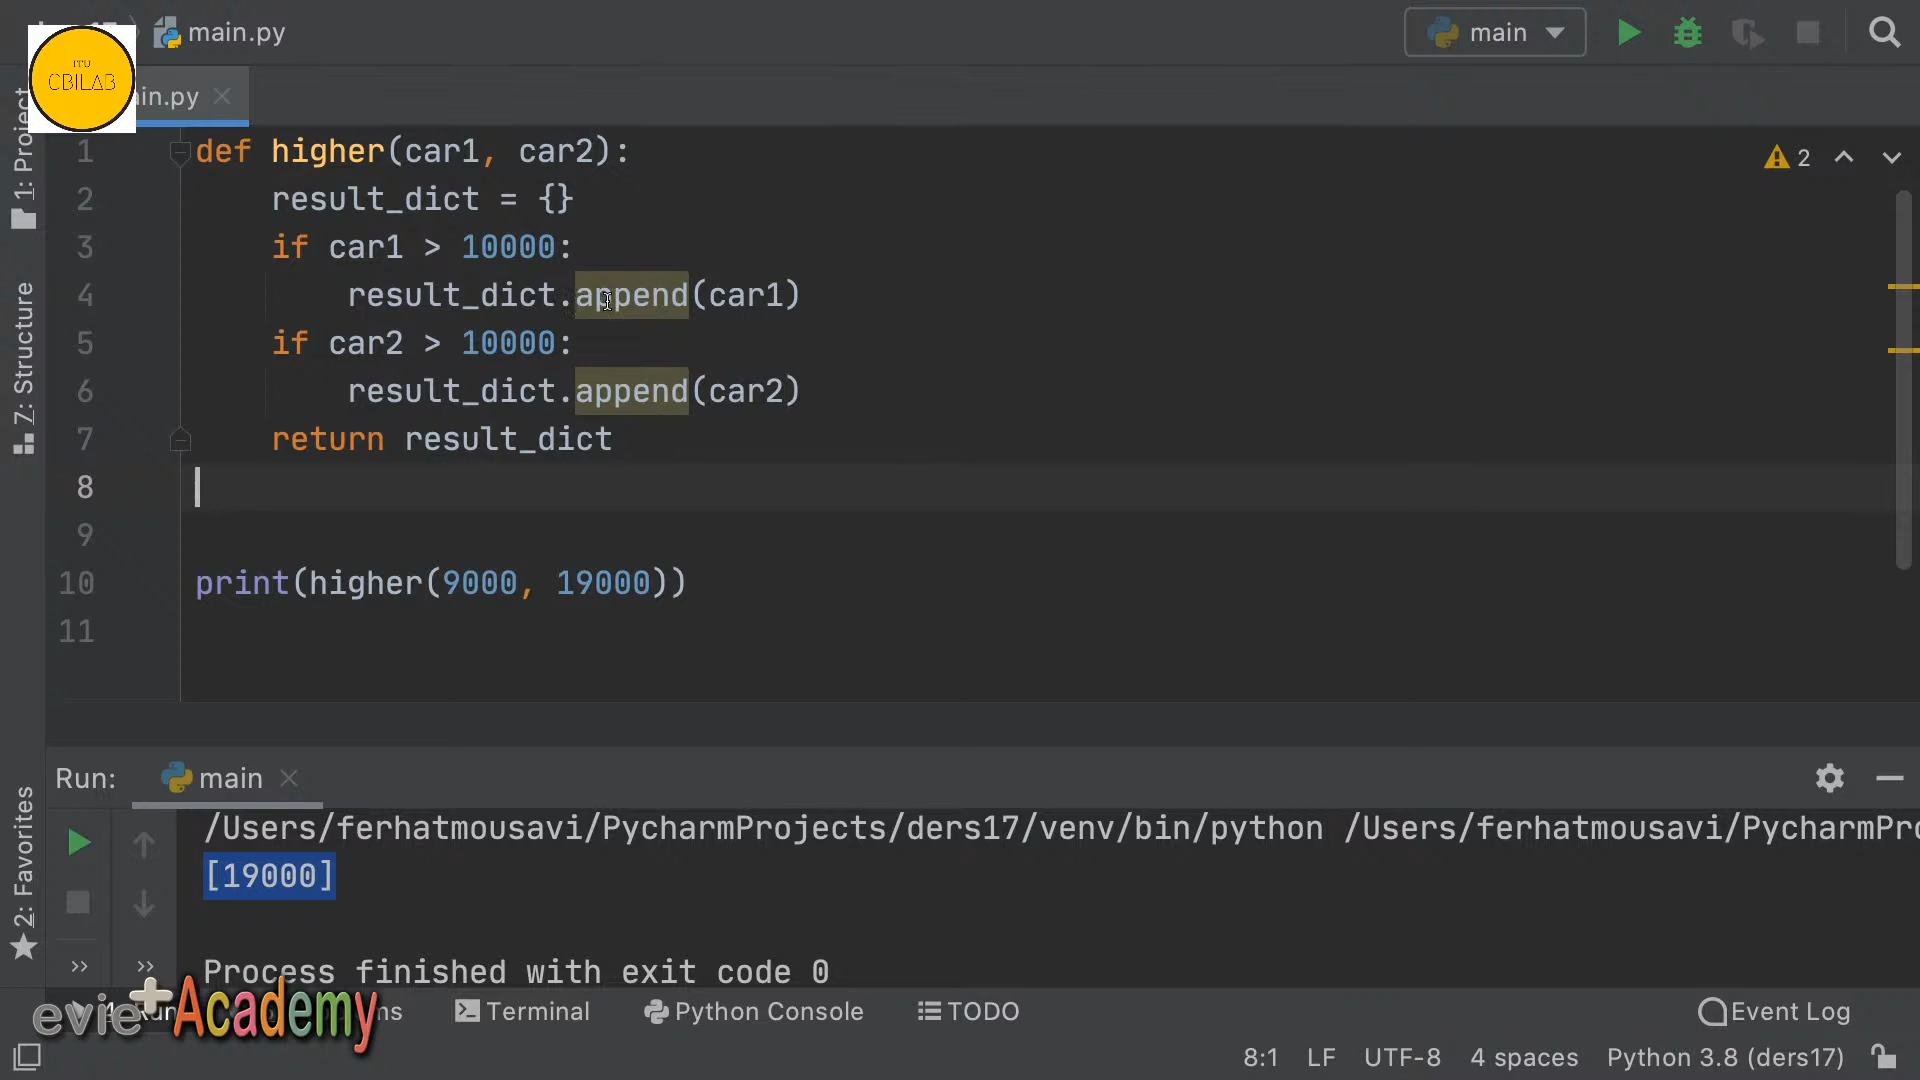 main.py
main
ITU
CBILAB
in.py
2
1: Project
Z: Structure
2: Favorites
1 def higher(car1, car2):
2 result_dict = {}
3 if car1 > 10000:
4 result_dict.append(car1)
5 if car2 > 10000:
6 result_dict.append(car2)
7 return result_dict
8
9
10 print(higher(9000, 19000))
11
Run: main
/Users/ferhatmousavi/PycharmProjects/ders17/venv/bin/python /Users/ferhatmousavi/PycharmPro
[19000]
Process finished with exit code 0
evie+Academy
Terminal
Python Console
TODO
Event Log
8:1 LF UTF-8 4 spaces Python 3.8 (ders17)